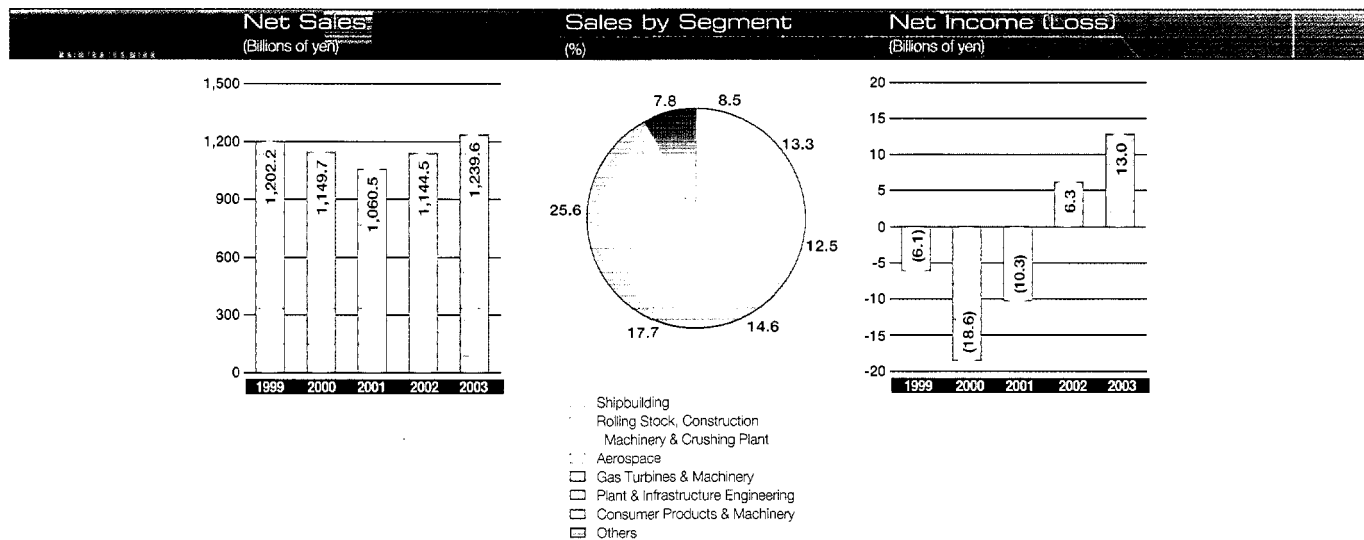 Net Sales
(Billions of yen)
1,500
1,200
900
600
300
0
1,202.2
1,149.7
1,060.5
1,144.5
1,239.6
1999 2000 2001 2002 2003
Sales by Segment
(%)
7.8 8.5
13.3
25.6
12.5
17.7 14.6
Shipbuilding
Rolling Stock, Construction
Machinery & Crushing Plant
Aerospace
Gas Turbines & Machinery
Plant & Infrastructure Engineering
Consumer Products & Machinery
Others
Net Income (Loss)
(Billions of yen)
20
15
10
5
0
-5
-10
-15
-20
(6.1)
(18.6)
(10.3)
6.3
13.0
1999 2000 2001 2002 2003